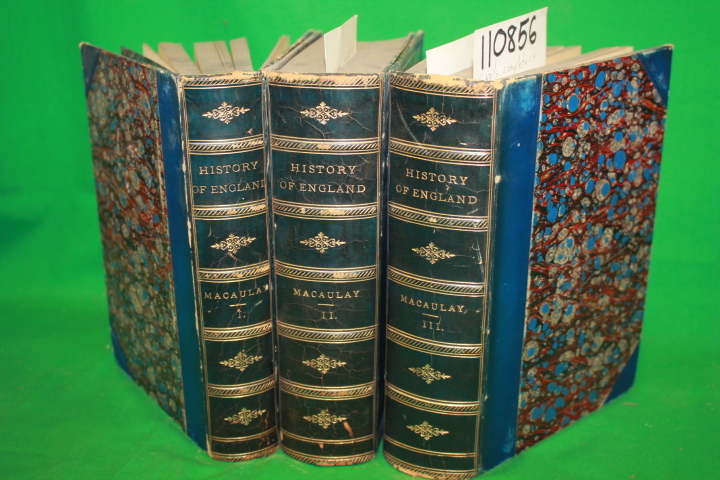 110856
HISTORY
OF ENGLAND
MACAULAY
I.
HISTORY
OF ENGLAND
MACAULAY
II.
HISTORY
OF ENGLAND
MACAULAY,
III.